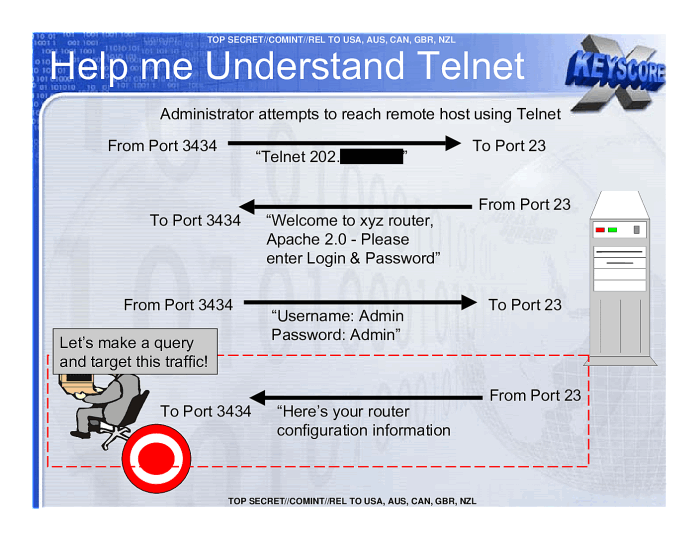 TOP SECRET//COMINT//REL TO USA, AUS, CAN, GBR, NZL
Help me Understand Telnet
XKEYSCORE
Administrator attempts to reach remote host using Telnet
From Port 3434
To Port 23
“Telnet 202. ”
From Port 23
To Port 3434
“Welcome to xyz router,
Apache 2.0 - Please
enter Login & Password”
From Port 3434
To Port 23
“Username: Admin
Password: Admin”
Let’s make a query
and target this traffic!
From Port 23
To Port 3434
“Here’s your router
configuration information
TOP SECRET//COMINT//REL TO USA, AUS, CAN, GBR, NZL